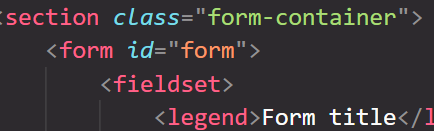 <section class="form-container">
<form id="form">
<fieldset>
<legend>Form title</l